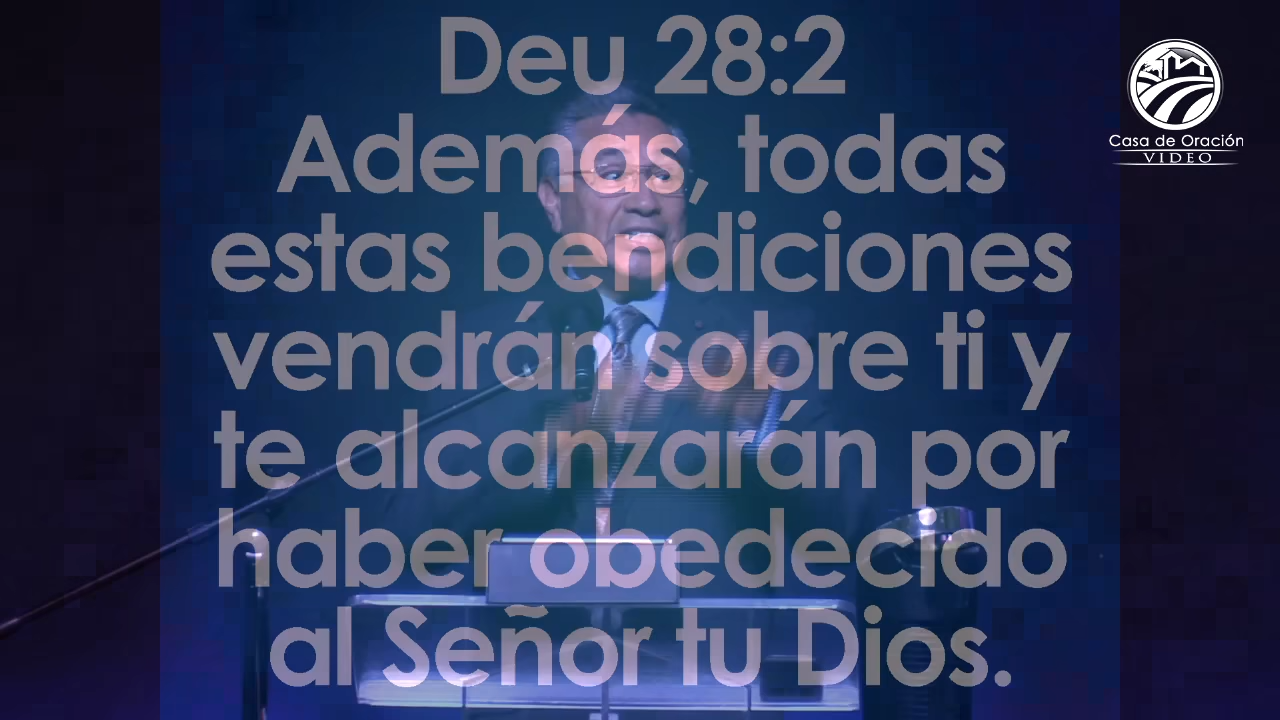 Deu 28:2
Además, todas
estas bendiciones
vendrán sobre ti y
te alcanzarán por
haber obedecido
al Señor tu Dios.
Casa de Oración
VIDEO